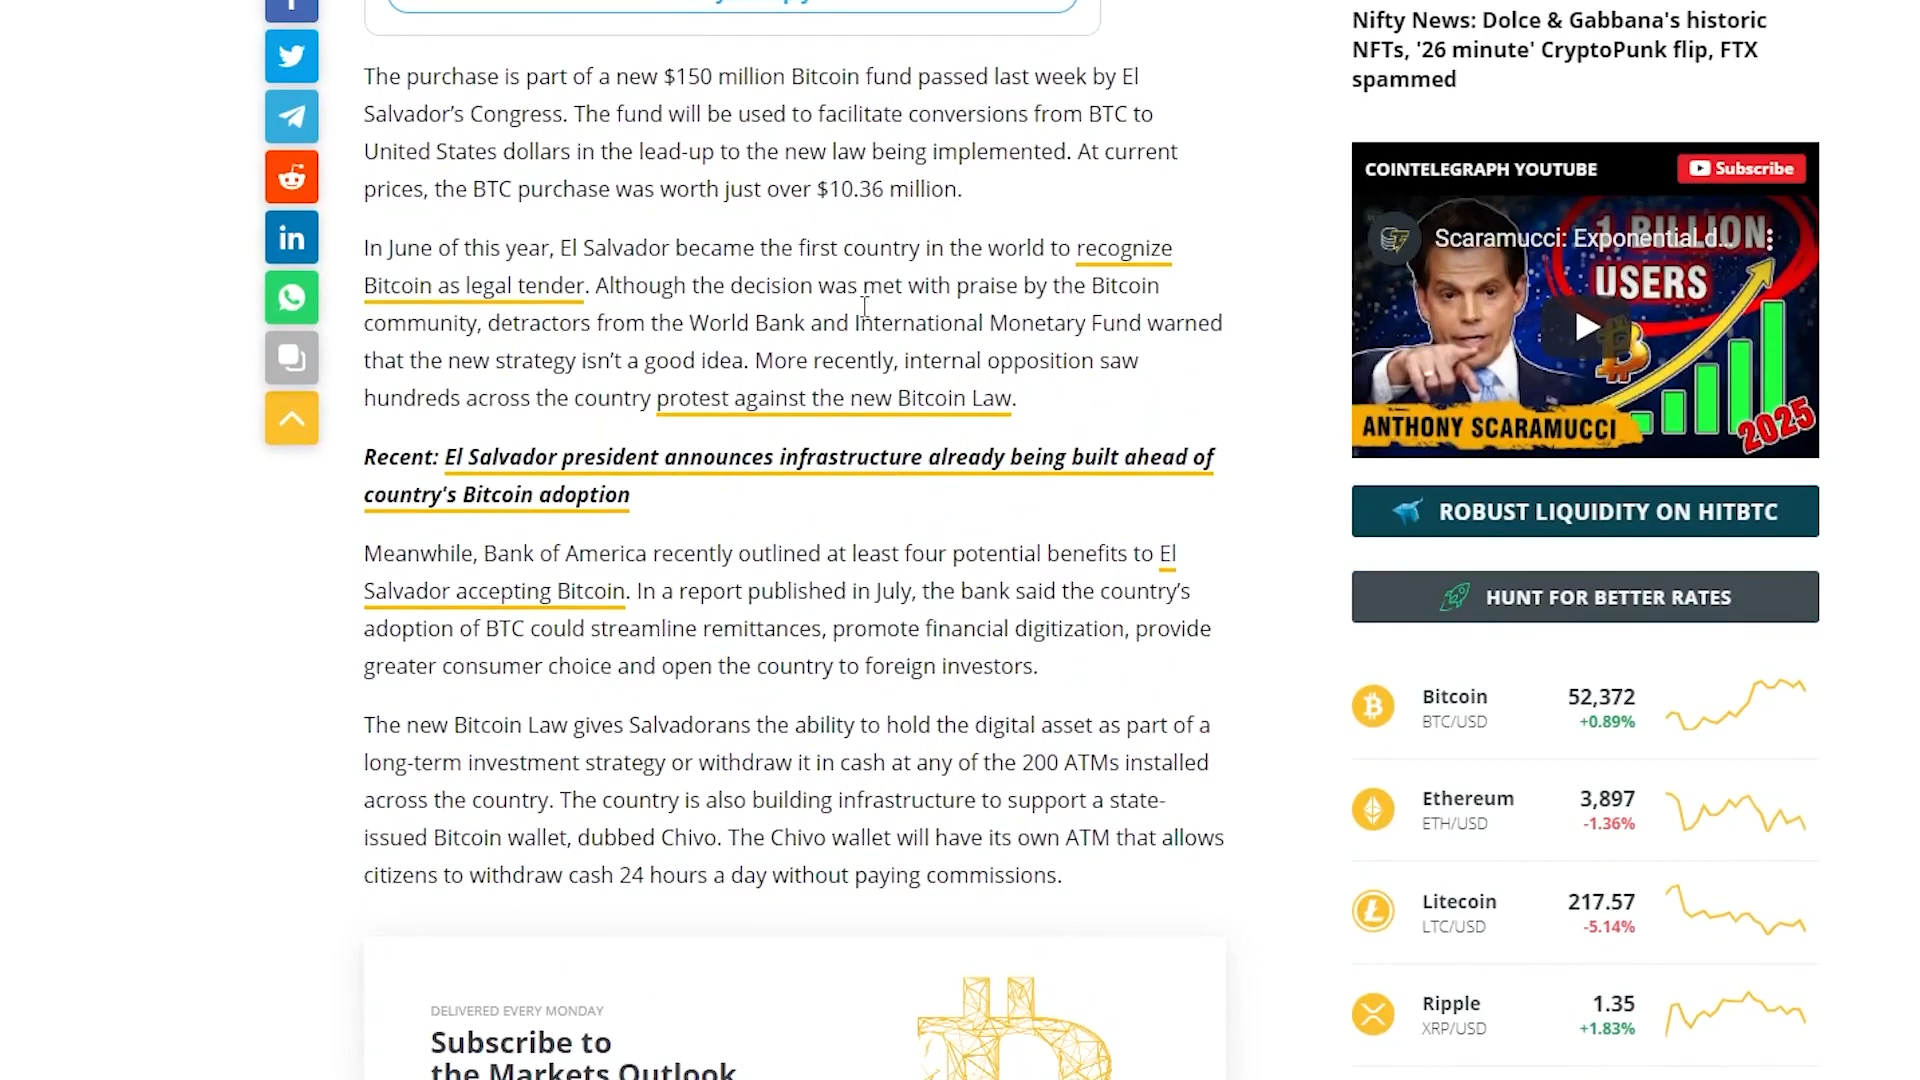 The purchase is part of a new $150 million Bitcoin fund passed last week by El
Salvador’s Congress. The fund will be used to facilitate conversions from BTC to
United States dollars in the lead-up to the new law being implemented. At current
prices, the BTC purchase was worth just over $10.36 million.
In June of this year, El Salvador became the first country in the world to recognize
Bitcoin as legal tender. Although the decision was met with praise by the Bitcoin
community, detractors from the World Bank and International Monetary Fund warned
that the new strategy isn’t a good idea. More recently, internal opposition saw
hundreds across the country protest against the new Bitcoin Law.
Recent: El Salvador president announces infrastructure already being built ahead of
country's Bitcoin adoption
Meanwhile, Bank of America recently outlined at least four potential benefits to El
Salvador accepting Bitcoin. In a report published in July, the bank said the country’s
adoption of BTC could streamline remittances, promote financial digitization, provide
greater consumer choice and open the country to foreign investors.
The new Bitcoin Law gives Salvadorans the ability to hold the digital asset as part of a
long-term investment strategy or withdraw it in cash at any of the 200 ATMs installed
across the country. The country is also building infrastructure to support a state-
issued Bitcoin wallet, dubbed Chivo. The Chivo wallet will have its own ATM that allows
citizens to withdraw cash 24 hours a day without paying commissions.
DELIVERED EVERY MONDAY
Subscribe to
the Markets Outlook
Nifty News: Dolce & Gabbana's historic
NFTs, '26 minute' CryptoPunk flip, FTX
spammed
COINTELEGRAPH YOUTUBE
Subscribe
Scaramucci: Exponential d...
1 BILLION
USERS
ANTHONY SCARAMUCCI
2025
ROBUST LIQUIDITY ON HITBTC
HUNT FOR BETTER RATES
Bitcoin 52,372
BTC/USD +0.89%
Ethereum 3,897
ETH/USD -1.36%
Litecoin 217.57
LTC/USD -5.14%
Ripple 1.35
XRP/USD +1.83%